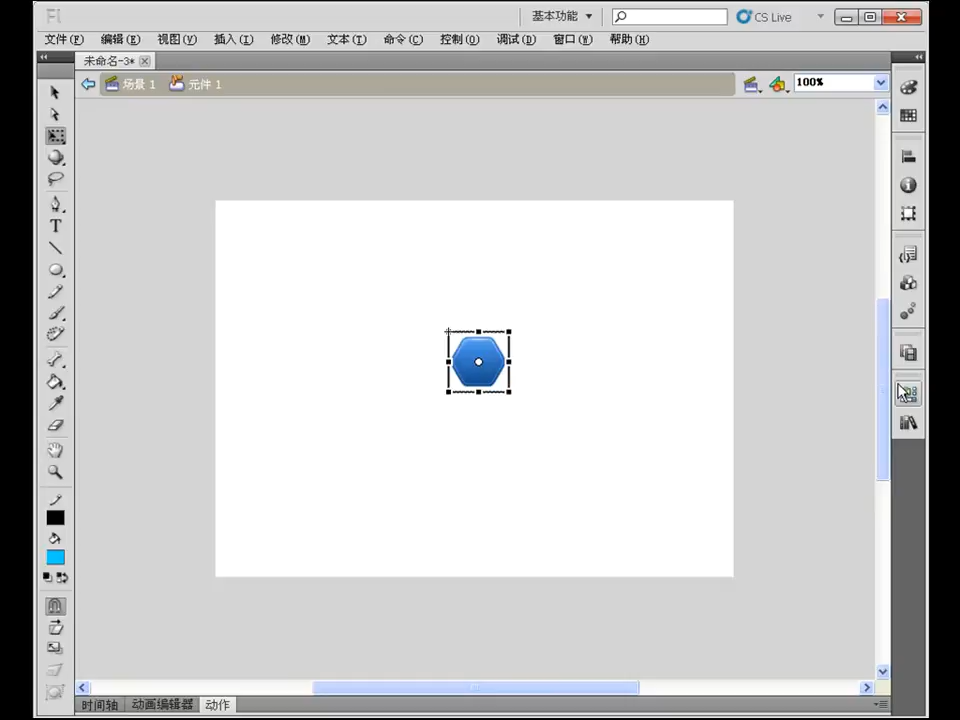 Fl
基本功能
CS Live
文件(F) 编辑(E) 视图(V) 插入(I) 修改(M) 文本(T) 命令(C) 控制(O) 调试(D) 窗口(W) 帮助(H)
未命名-3*
场景 1 元件 1
100%
T
时间轴 动画编辑器 动作